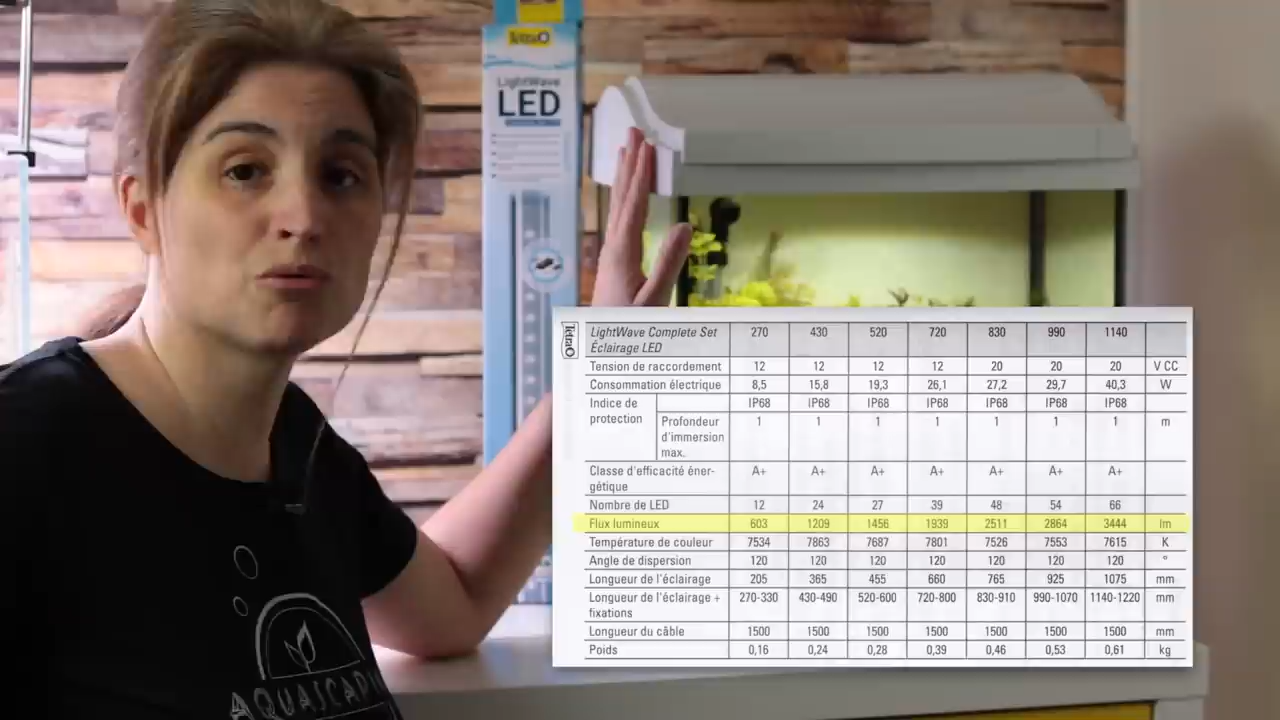 Tetra
LightWave
LED
Tetra
LightWave Complete Set
Éclairage LED
270 430 520 720 830 990 1140
Tension de raccordement 12 12 12 12 20 20 20 V CC
Consommation électrique 8,5 15,8 19,3 26,1 27,2 29,7 40,3 W
Indice de
protection
IP68 IP68 IP68 IP68 IP68 IP68 IP68
Profondeur
d'immersion
max.
1 1 1 1 1 1 1 m
Classe d'efficacité éner-
gétique
A+ A+ A+ A+ A+ A+ A+
Nombre de LED 12 24 27 39 48 54 66
Flux lumineux 603 1209 1456 1939 2511 2864 3444 lm
Température de couleur 7534 7863 7687 7801 7526 7553 7615 K
Angle de dispersion 120 120 120 120 120 120 120 °
Longueur de l'éclairage 205 365 455 660 765 925 1075 mm
Longueur de l'éclairage +
fixations
270-330 430-490 520-600 720-800 830-910 990-1070 1140-1220 mm
Longueur du câble 1500 1500 1500 1500 1500 1500 1500 mm
Poids 0,16 0,24 0,28 0,39 0,46 0,53 0,61 kg
AQUASCAP